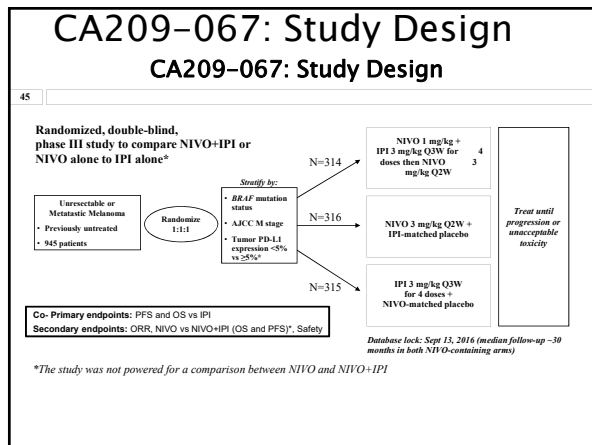 CA209-067: Study Design
CA209-067: Study Design
45
Randomized, double-blind,
phase III study to compare NIVO+IPI or
NIVO alone to IPI alone*
Unresectable or
Metatastic Melanoma
• Previously untreated
• 945 patients
Randomize
1:1:1
Stratify by:
• BRAF mutation
status
• AJCC M stage
• Tumor PD-L1
expression <5%
vs ≥5%*
N=314
N=316
N=315
NIVO 1 mg/kg +
IPI 3 mg/kg Q3W for 4
doses then NIVO 3
mg/kg Q2W
NIVO 3 mg/kg Q2W +
IPI-matched placebo
IPI 3 mg/kg Q3W
for 4 doses +
NIVO-matched placebo
Treat until
progression or
unacceptable
toxicity
Co- Primary endpoints: PFS and OS vs IPI
Secondary endpoints: ORR, NIVO vs NIVO+IPI (OS and PFS)*, Safety
Database lock: Sept 13, 2016 (median follow-up ~30
months in both NIVO-containing arms)
*The study was not powered for a comparison between NIVO and NIVO+IPI